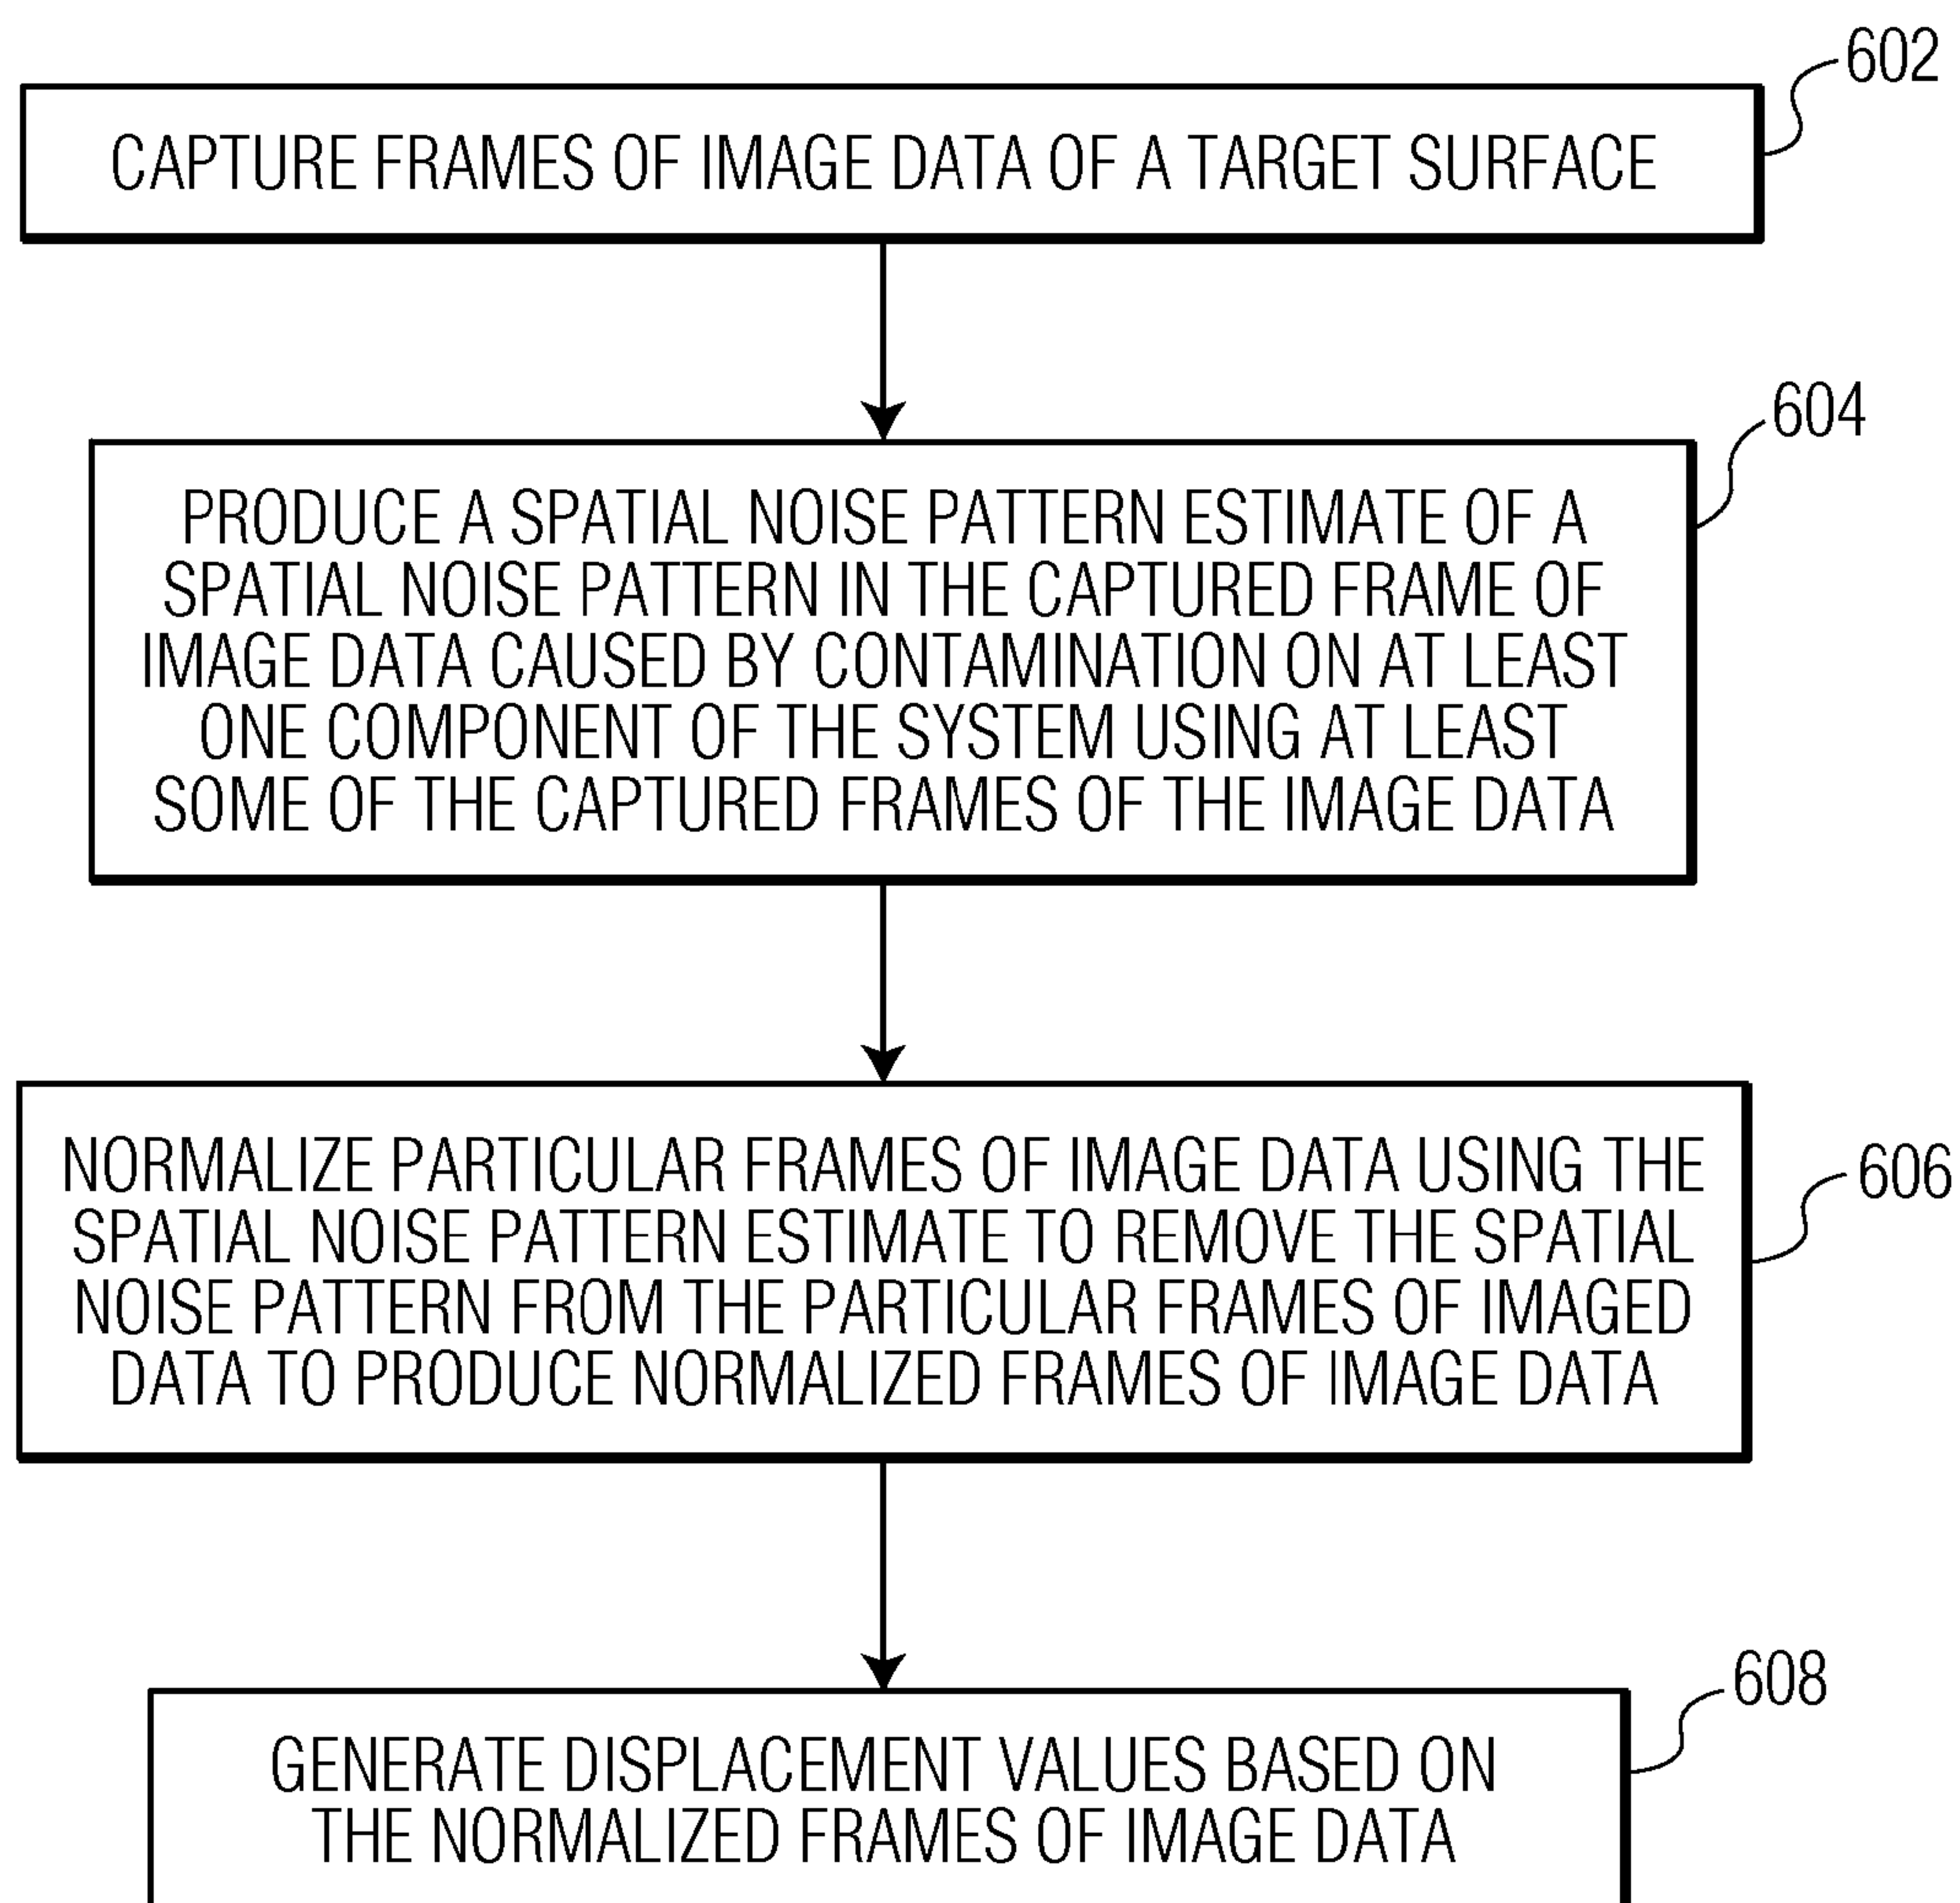 602
CAPTURE FRAMES OF IMAGE DATA OF A TARGET SURFACE
604
PRODUCE A SPATIAL NOISE PATTERN ESTIMATE OF A
SPATIAL NOISE PATTERN IN THE CAPTURED FRAME OF
IMAGE DATA CAUSED BY CONTAMINATION ON AT LEAST
ONE COMPONENT OF THE SYSTEM USING AT LEAST
SOME OF THE CAPTURED FRAMES OF THE IMAGE DATA
606
NORMALIZE PARTICULAR FRAMES OF IMAGE DATA USING THE
SPATIAL NOISE PATTERN ESTIMATE TO REMOVE THE SPATIAL
NOISE PATTERN FROM THE PARTICULAR FRAMES OF IMAGED
DATA TO PRODUCE NORMALIZED FRAMES OF IMAGE DATA
608
GENERATE DISPLACEMENT VALUES BASED ON
THE NORMALIZED FRAMES OF IMAGE DATA